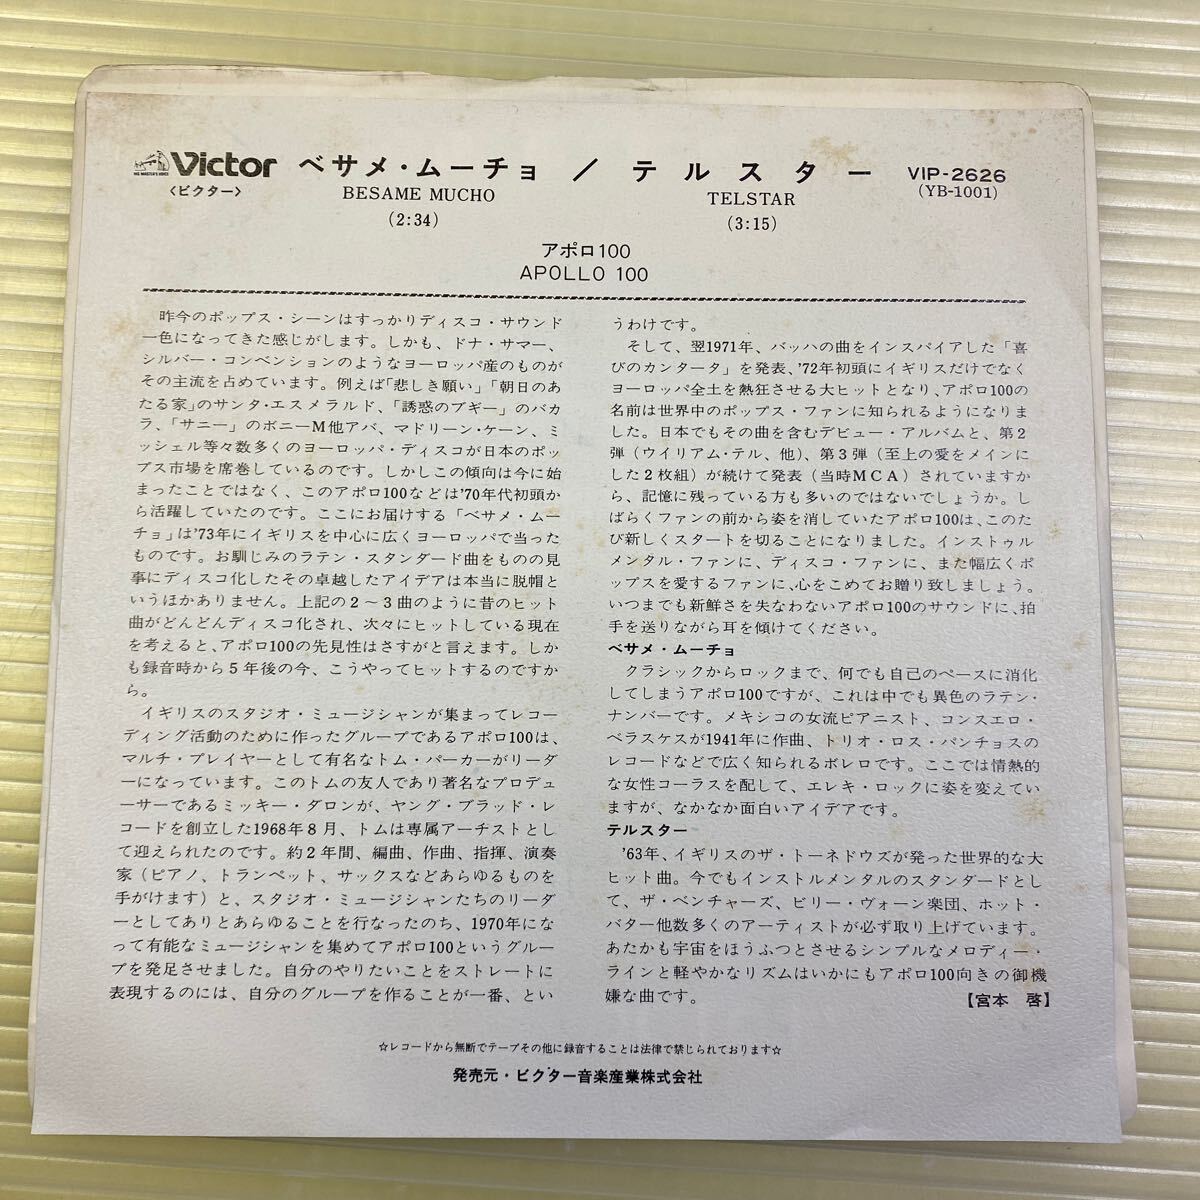 HIS MASTER'S VOICE
Victor
〈ビクター〉
ベサメ・ムーチョ / テルスター
BESAME MUCHO TELSTAR
(2:34) (3:15)
VIP-2626
(YB-1001)
アポロ100
APOLLO 100
昨今のポップス・シーンはすっかりディスコ・サウンド
一色になってきた感じがします。しかも、ドナ・サマー、
シルバー・コンベンションのようなヨーロッパ産のものが
その主流を占めています。例えば「悲しき願い」「朝日のあ
たる家」のサンタ・エスメラルド、「誘惑のブギー」のバカ
ラ、「サニー」のボニーM他アバ、マドリーン・ケーン、ミ
ッシェル等々数多くのヨーロッパ・ディスコが日本のポッ
プス市場を席巻しているのです。しかしこの傾向は今に始
まったことではなく、このアポロ100などは'70年代初頭か
ら活躍していたのです。ここにお届けする「ベサメ・ムー
チョ」は'73年にイギリスを中心に広くヨーロッパで当った
ものです。お馴じみのラテン・スタンダード曲をものの見
事にディスコ化したその卓越したアイデアは本当に脱帽と
いうほかありません。上記の2～3曲のように昔のヒット
曲がどんどんディスコ化され、次々にヒットしている現在
を考えると、アポロ100の先見性はさすがと言えます。しか
も録音時から5年後の今、こうやってヒットするのですか
ら。
イギリスのスタジオ・ミュージシャンが集まってレコー
ディング活動のために作ったグループであるアポロ100は、
マルチ・プレイヤーとして有名なトム・パーカーがリーダ
ーになっています。このトムの友人であり著名なプロデュ
ーサーであるミッキー・ダロンが、ヤング・ブラッド・レ
コードを創立した1968年8月、トムは専属アーチストとし
て迎えられたのです。約2年間、編曲、作曲、指揮、演奏
家(ピアノ、トランペット、サックスなどあらゆるものを
手がけます)と、スタジオ・ミュージシャンたちのリーダ
ーとしてありとあらゆることを行なったのち、1970年にな
って有能なミュージシャンを集めてアポロ100というグルー
プを発足させました。自分のやりたいことをストレートに
表現するのには、自分のグループを作ることが一番、とい
うわけです。
そして、翌1971年、バッハの曲をインスパイアした「喜
びのカンタータ」を発表、'72年初頭にイギリスだけでなく
ヨーロッパ全土を熱狂させる大ヒットとなり、アポロ100の
名前は世界中のポップス・ファンに知られるようになりま
した。日本でもその曲を含むデビュー・アルバムと、第2
弾(ウイリアム・テル、他)、第3弾(至上の愛をメインに
した2枚組)が続けて発表(当時MCA)されていますか
ら、記憶に残っている方も多いのではないでしょうか。し
ばらくファンの前から姿を消していたアポロ100は、このた
び新しくスタートを切ることになりました。インストゥル
メンタル・ファンに、ディスコ・ファンに、また幅広くポ
ップスを愛するファンに、心をこめてお贈り致しましょう。
いつまでも新鮮さを失なわないアポロ100のサウンドに、拍
手を送りながら耳を傾けてください。
ベサメ・ムーチョ
クラシックからロックまで、何でも自己のペースに消化
してしまうアポロ100ですが、これは中でも異色のラテン・
ナンバーです。メキシコの女流ピアニスト、コンスエロ・
ベラスケスが1941年に作曲、トリオ・ロス・パンチョスの
レコードなどで広く知られるボレロです。ここでは情熱的
な女性コーラスを配して、エレキ・ロックに姿を変えてい
ますが、なかなか面白いアイデアです。
テルスター
'63年、イギリスのザ・トーネドウズが発った世界的な大
ヒット曲。今でもインストルメンタルのスタンダードとし
て、ザ・ベンチャーズ、ビリー・ヴォーン楽団、ホット・
バター他数多くのアーティストが必ず取り上げています。
あたかも宇宙をほうふつとさせるシンプルなメロディー・
ラインと軽やかなリズムはいかにもアポロ100向きの御機
嫌な曲です。 【宮本 啓】
☆レコードから無断でテープその他に録音することは法律で禁じられております☆
発売元・ビクター音楽産業株式会社